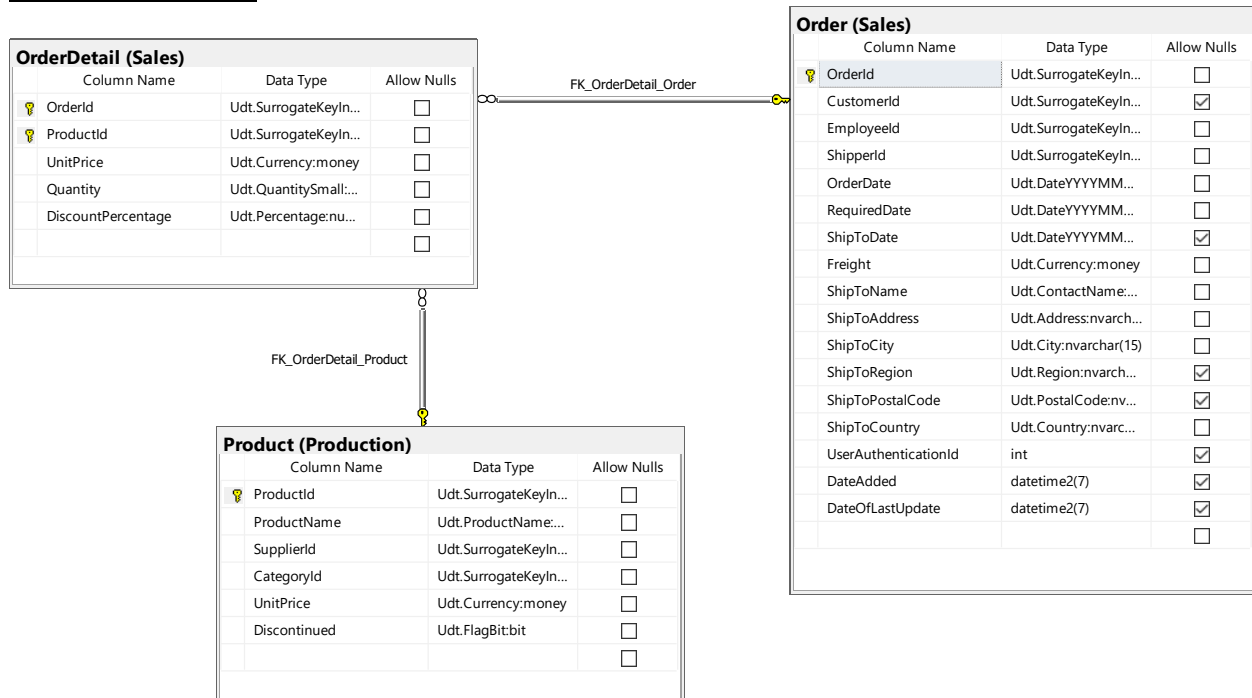 OrderDetail (Sales)
Column Name Data Type Allow Nulls
OrderId Udt.SurrogateKeyIn...
ProductId Udt.SurrogateKeyIn...
UnitPrice Udt.Currency:money
Quantity Udt.QuantitySmall:...
DiscountPercentage Udt.Percentage:nu...
FK_OrderDetail_Order
Order (Sales)
Column Name Data Type Allow Nulls
OrderId Udt.SurrogateKeyIn...
CustomerId Udt.SurrogateKeyIn...
EmployeeId Udt.SurrogateKeyIn...
ShipperId Udt.SurrogateKeyIn...
OrderDate Udt.DateYYYYMM...
RequiredDate Udt.DateYYYYMM...
ShipToDate Udt.DateYYYYMM...
Freight Udt.Currency:money
ShipToName Udt.ContactName:...
ShipToAddress Udt.Address:nvarch...
ShipToCity Udt.City:nvarchar(15)
ShipToRegion Udt.Region:nvarch...
ShipToPostalCode Udt.PostalCode:nv...
ShipToCountry Udt.Country:nvarc...
UserAuthenticationId int
DateAdded datetime2(7)
DateOfLastUpdate datetime2(7)
FK_OrderDetail_Product
Product (Production)
Column Name Data Type Allow Nulls
ProductId Udt.SurrogateKeyIn...
ProductName Udt.ProductName:...
SupplierId Udt.SurrogateKeyIn...
CategoryId Udt.SurrogateKeyIn...
UnitPrice Udt.Currency:money
Discontinued Udt.FlagBit:bit